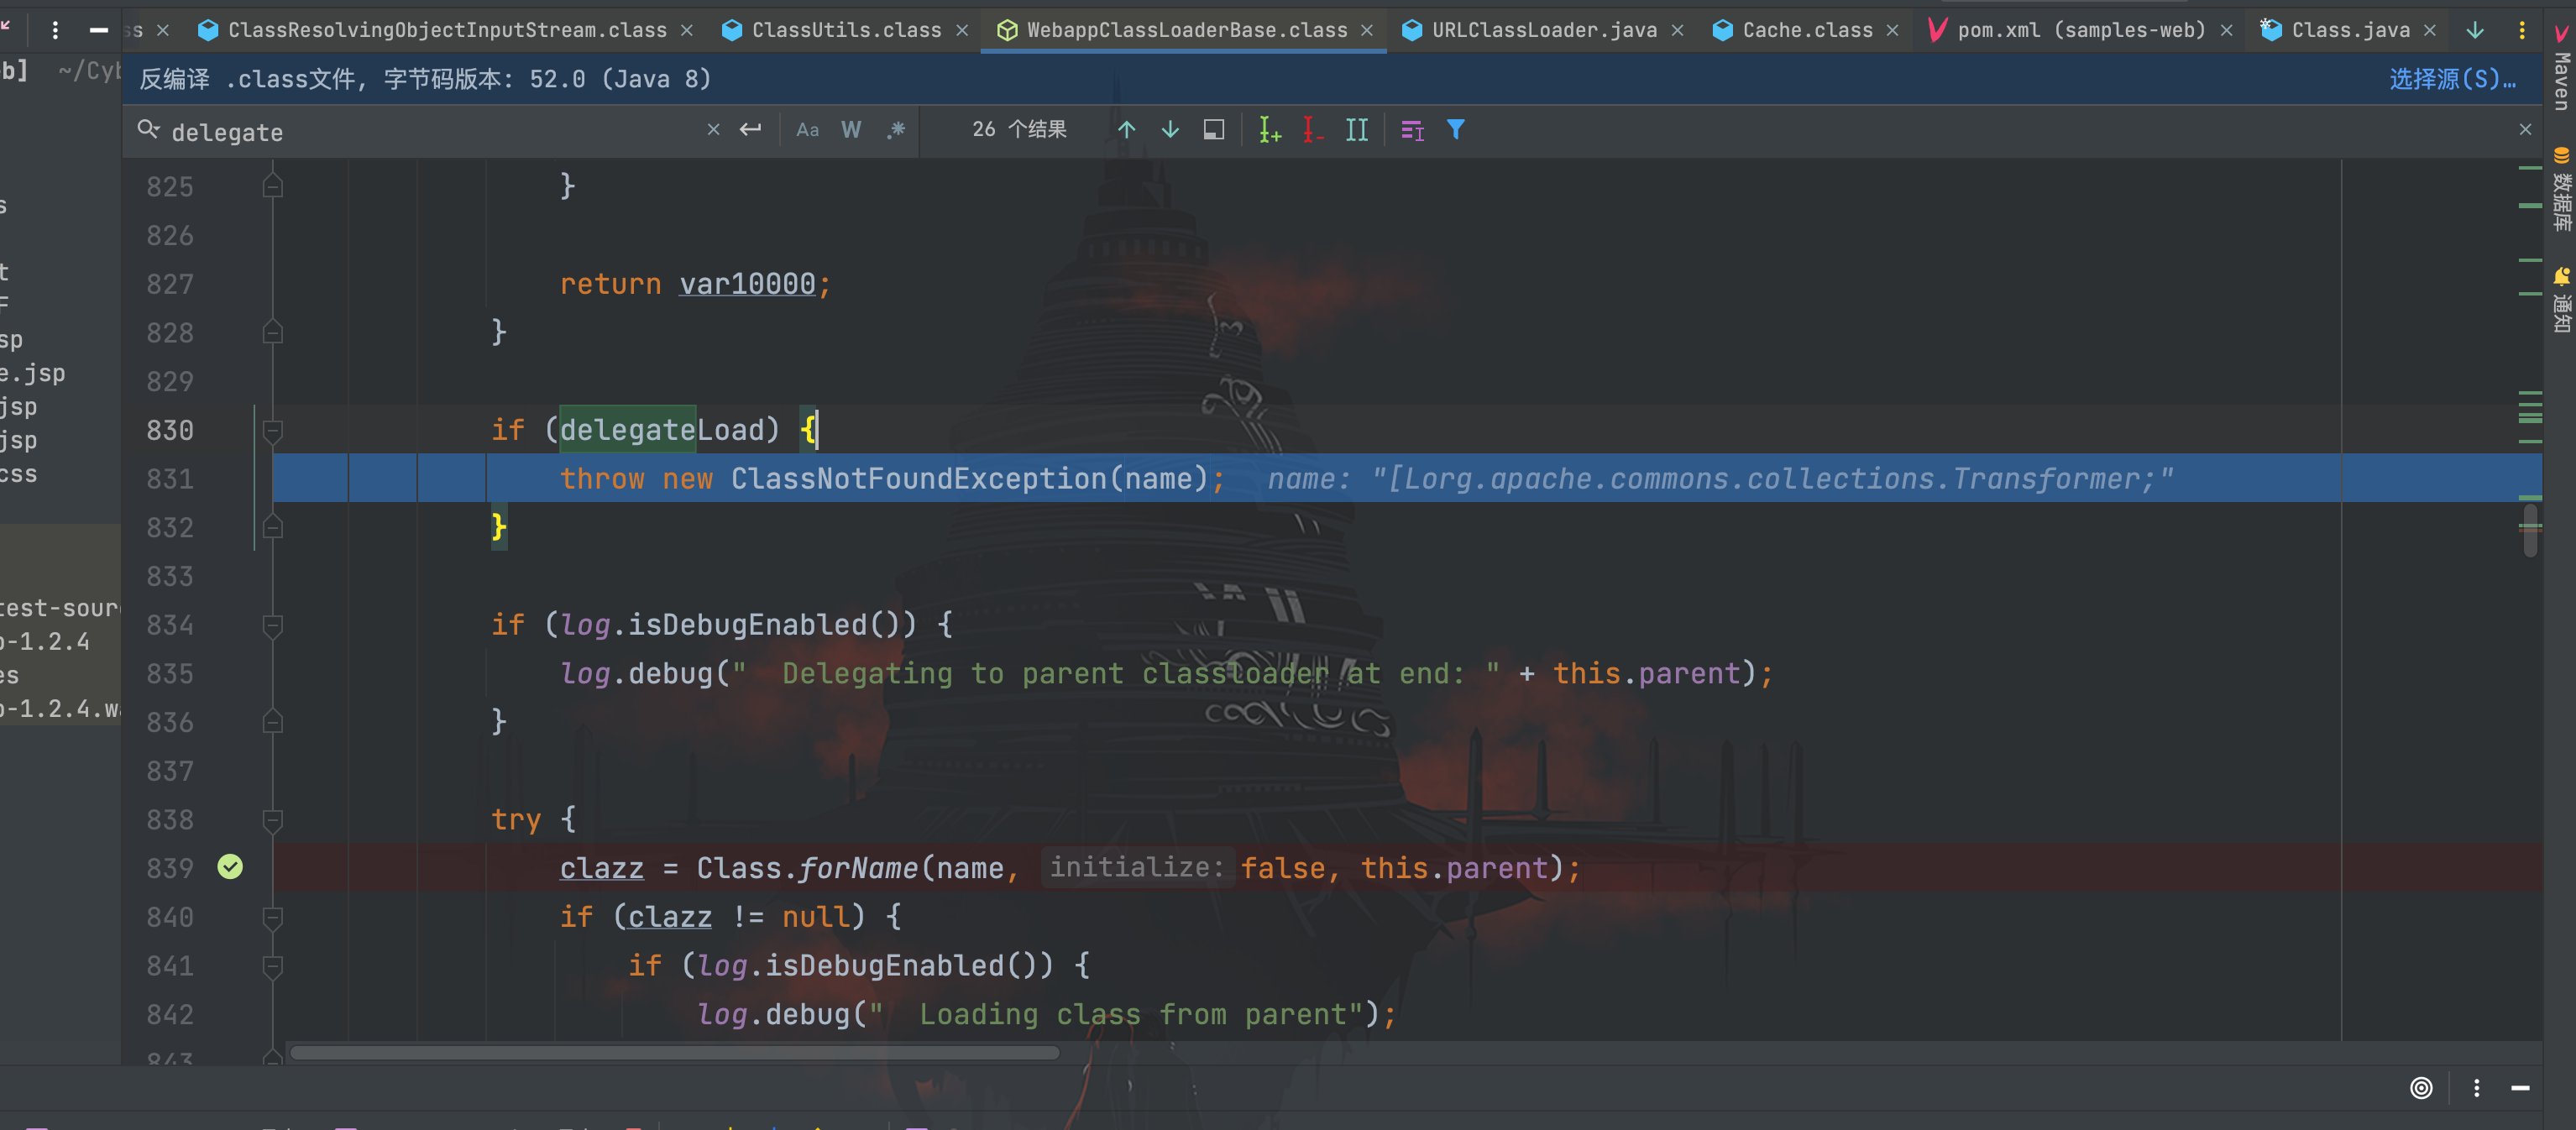 ss ClassResolvingObjectInputStream.class ClassUtils.class WebappClassLoaderBase.class URLClassLoader.java Cache.class pom.xml (samples-web) Class.java
b] ~/Cyb
反编译 .class文件, 字节码版本: 52.0 (Java 8) 选择源(S)…
delegate Aa W .* 26 个结果
825 }
826
827 return var10000;
828 }
829
830 if (delegateLoad) {
831 throw new ClassNotFoundException(name); name: "[Lorg.apache.commons.collections.Transformer;"
832 }
833
834 if (log.isDebugEnabled()) {
835 log.debug("  Delegating to parent classloader at end: " + this.parent);
836 }
837
838 try {
839 clazz = Class.forName(name, initialize: false, this.parent);
840 if (clazz != null) {
841 if (log.isDebugEnabled()) {
842 log.debug("  Loading class from parent");
843
s
t
F
sp
e.jsp
jsp
jsp
css
test-sour
o-1.2.4
es
o-1.2.4.wa
Maven
数据库
通知